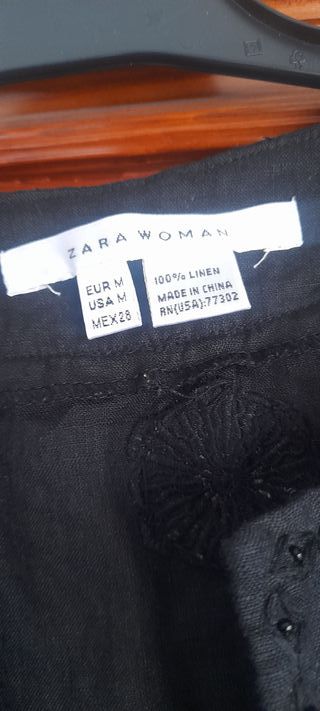 ZARA WOMAN
EUR M
USA M
MEX 28
100% LINEN
MADE IN CHINA
RN(USA):77302